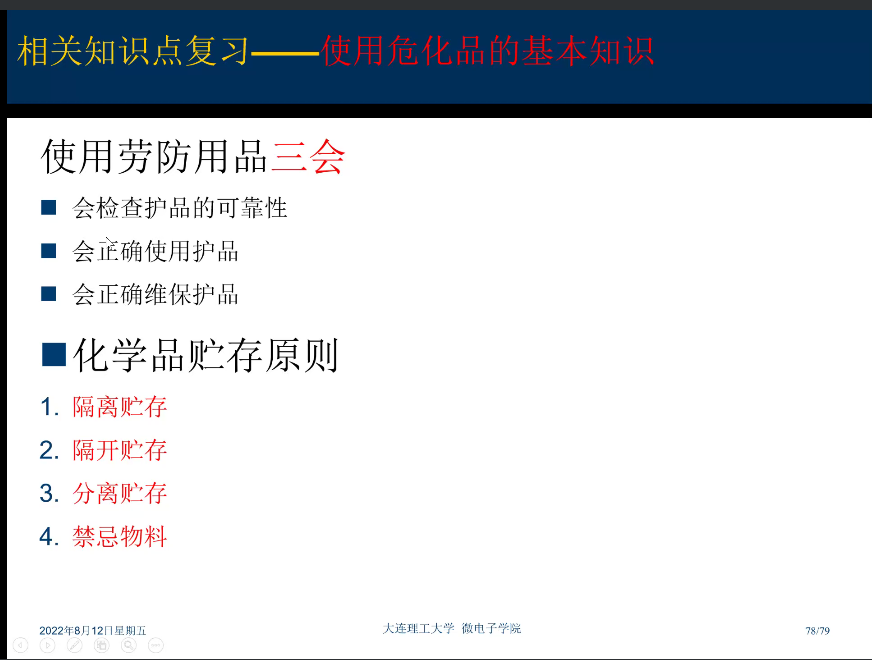 相关知识点复习——使用危化品的基本知识
使用劳防用品三会
会检查护品的可靠性
会正确使用护品
会正确维保护品
化学品贮存原则
1. 隔离贮存
2. 隔开贮存
3. 分离贮存
4. 禁忌物料
2022年8月12日星期五
大连理工大学 微电子学院
78/79